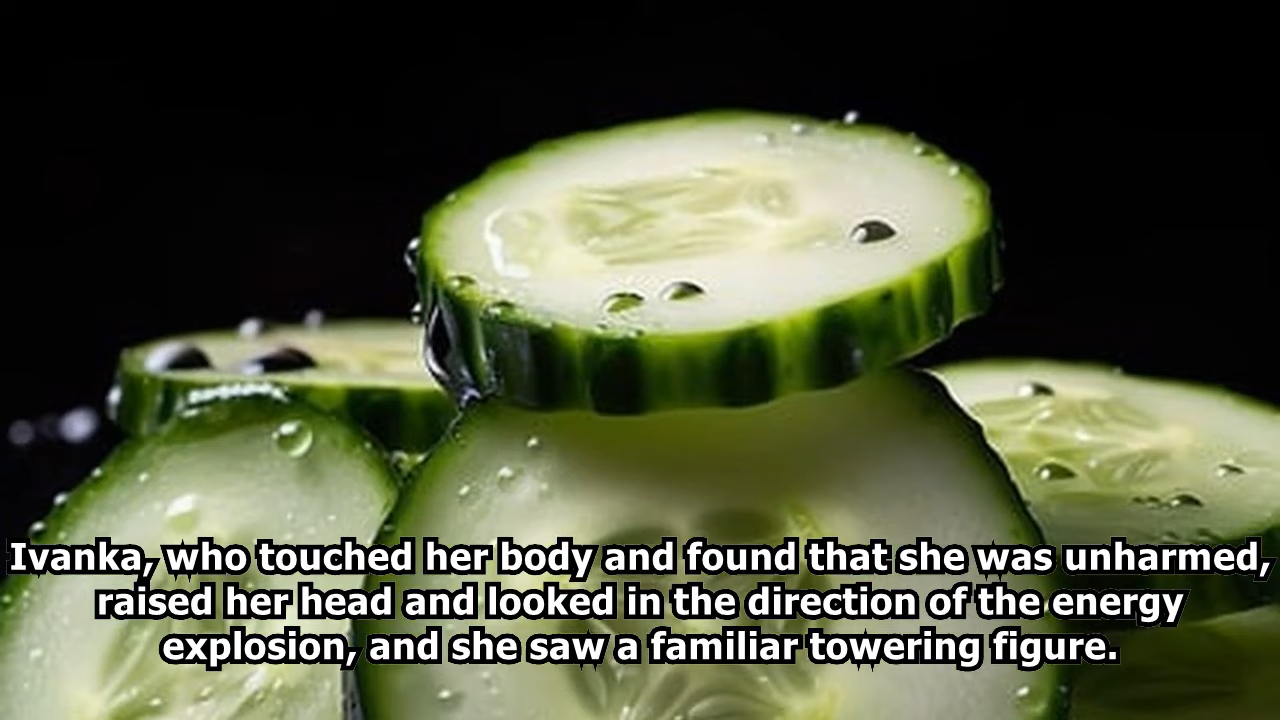 Ivanka, who touched her body and found that she was unharmed,
raised her head and looked in the direction of the energy
explosion, and she saw a familiar towering figure.